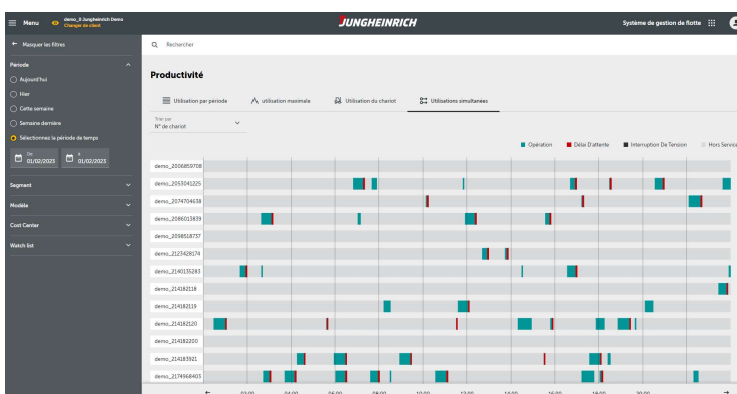 Menu
demo_0 Jungheinrich Demo
Changer de client
JUNGHEINRICH
Système de gestion de flotte
Masquer les filtres
Rechercher
Période
Aujourd'hui
Hier
Cette semaine
Semaine dernière
Sélectionnez la période de temps
De
01/02/2023
à
01/02/2023
Segment
Modèle
Cost Center
Watch list
Productivité
Utilisation par période
utilisation maximale
Utilisation du chariot
Utilisations simultanées
Trier par
N° de chariot
Opération
Délai D'attente
Interruption De Tension
Hors Service
demo_2006859708
demo_2053041225
demo_2074704638
demo_2086013839
demo_2098518737
demo_2123428174
demo_2140135283
demo_214182118
demo_214182119
demo_214182120
demo_214182200
demo_214183921
demo_2174568403
02:00
04:00
06:00
08:00
10:00
12:00
14:00
16:00
18:00
20:00